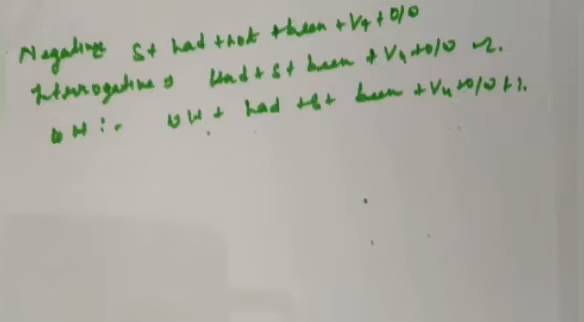 Negative S+ had +not +been + V4 + O/O
Interrogative Had + S+ been + V4 +O/O ?
WH :- WH + had +S+ been + V4 +O/O + ?